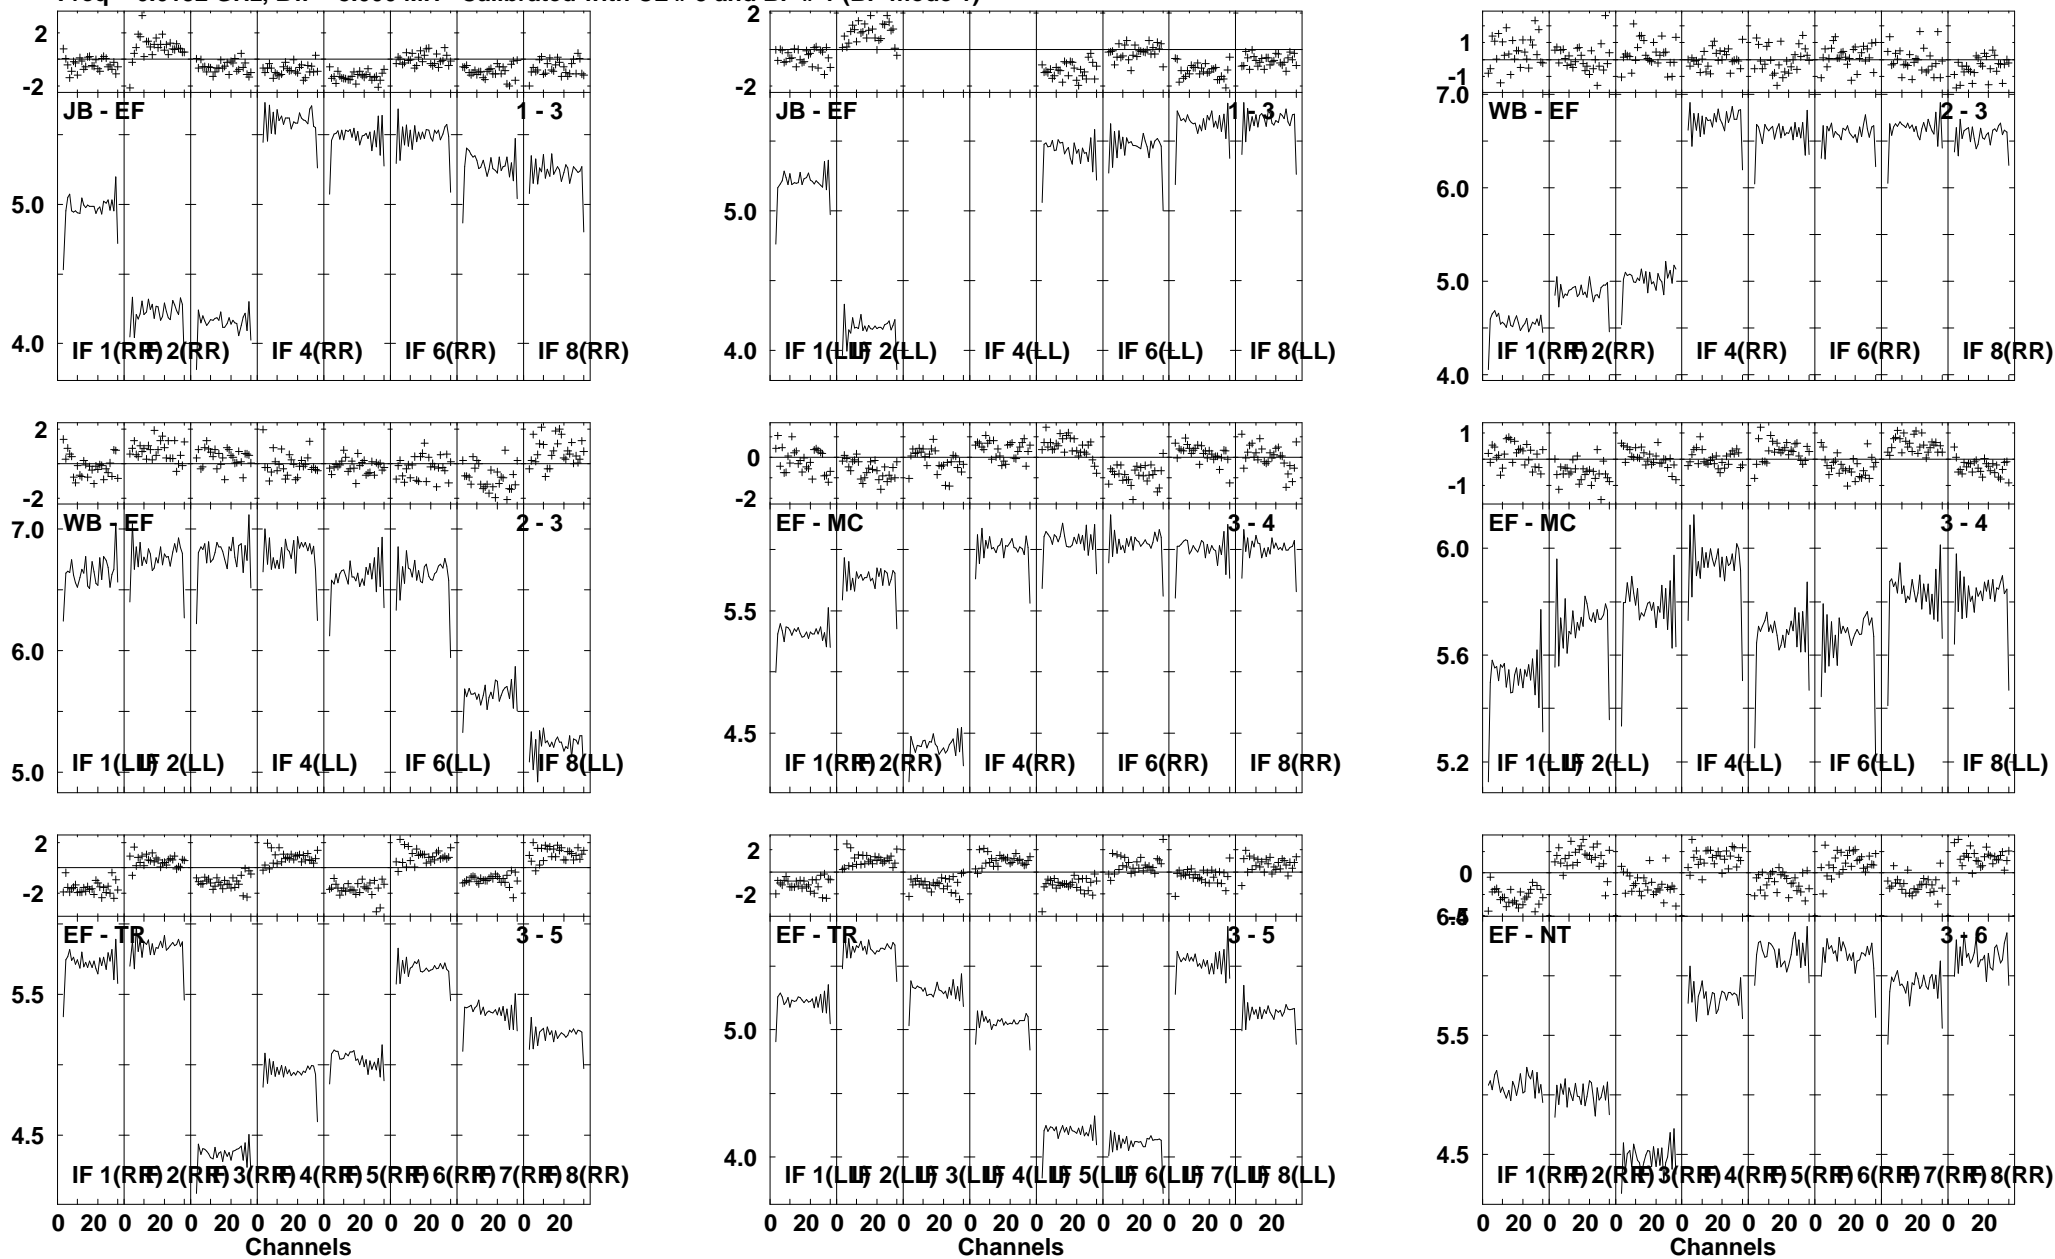 2 2 1
-2 -2 -1
JB - EF 1 - 3 JB - EF 1 - 3 7.0 WB - EF 2 - 3
6.0
5.0 5.0 5.0
4.0 4.0 4.0
IF 1(RR) IF 2(RR) IF 4(RR) IF 6(RR) IF 8(RR) IF 1(LL) IF 2(LL) IF 4(LL) IF 6(LL) IF 8(LL) IF 1(RR) IF 2(RR) IF 4(RR) IF 6(RR) IF 8(RR)
2 0 1
-2 -2 -1
WB - EF 2 - 3 EF - MC 3 - 4 EF - MC 3 - 4
7.0 6.0
6.0 5.5 5.6
5.0 4.5 5.2
IF 1(LL) IF 2(LL) IF 4(LL) IF 6(LL) IF 8(LL) IF 1(RR) IF 2(RR) IF 4(RR) IF 6(RR) IF 8(RR) IF 1(LL) IF 2(LL) IF 4(LL) IF 6(LL) IF 8(LL)
2 2 0
-2 -2
EF - TR 3 - 5 EF - TR 3 - 5 6.5 EF - NT 3 - 6
5.5 5.0 5.5
4.5 4.0 4.5
IF 1(RR) IF 2(RR) IF 3(RR) IF 4(RR) IF 5(RR) IF 6(RR) IF 7(RR) IF 8(RR) IF 1(LL) IF 2(LL) IF 3(LL) IF 4(LL) IF 5(LL) IF 6(LL) IF 7(LL) IF 8(LL) IF 1(RR) IF 2(RR) IF 3(RR) IF 4(RR) IF 5(RR) IF 6(RR) IF 7(RR) IF 8(RR)
0 20 0 20 0 20 0 20 0 20 0 20 0 20 0 20 0 20 0 20 0 20 0 20 0 20 0 20 0 20 0 20 0 20 0 20 0 20 0 20 0 20 0 20 0 20 0 20
Channels Channels Channels